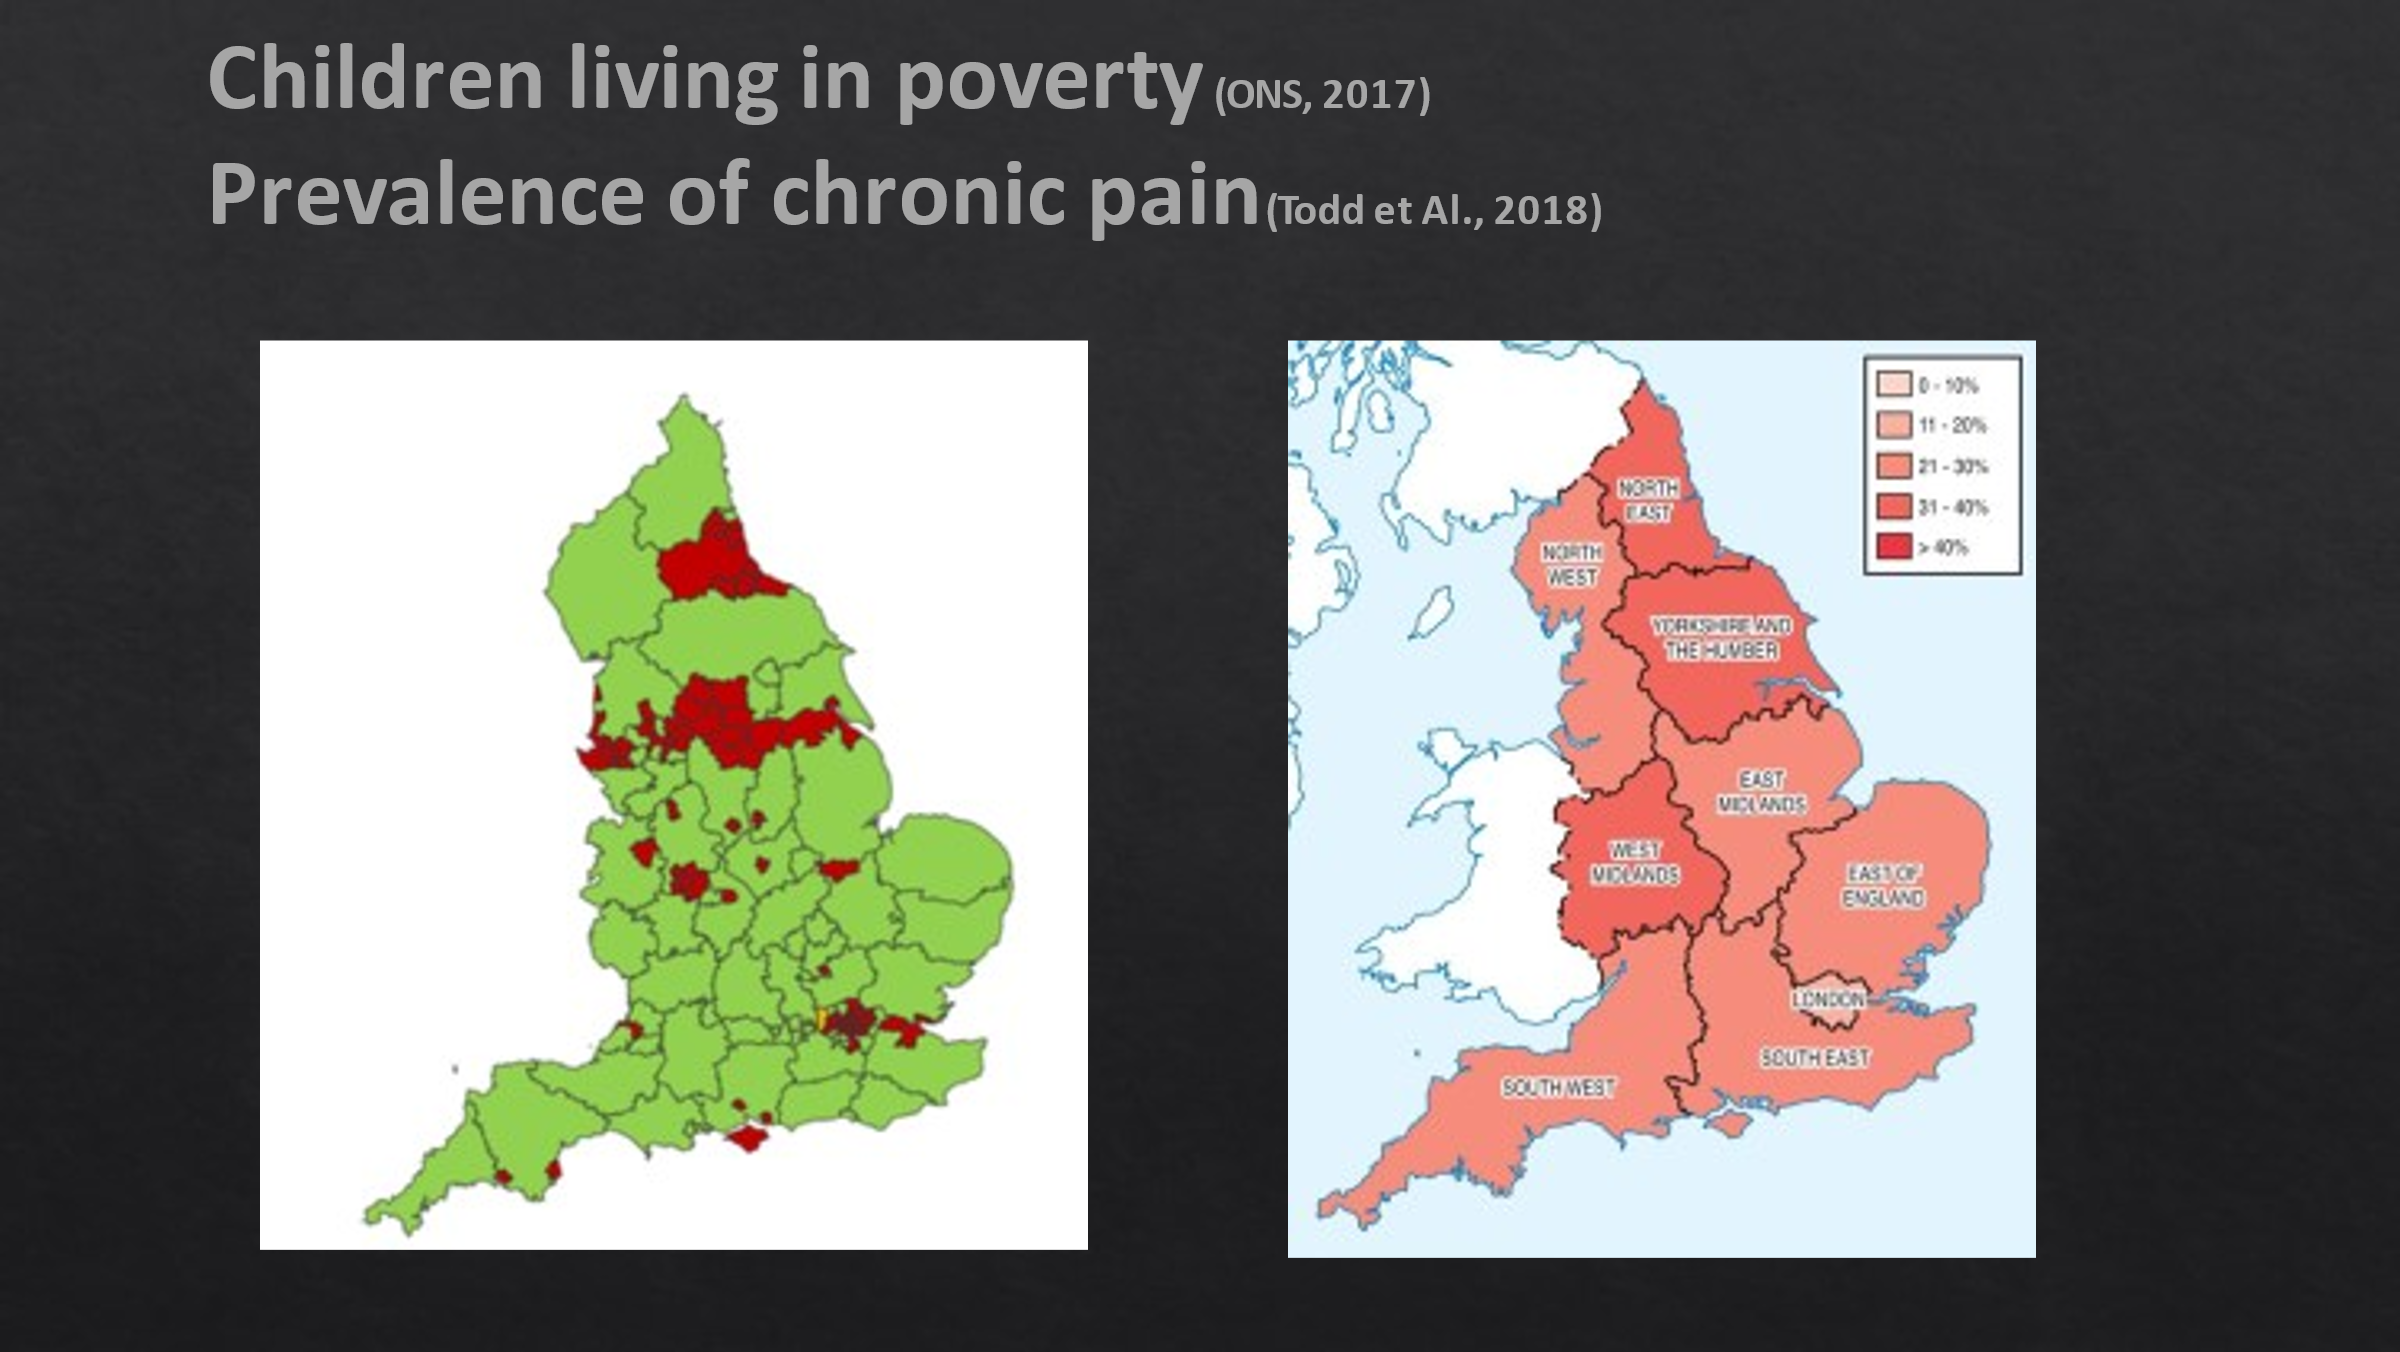 Children living in poverty (ONS, 2017)
Prevalence of chronic pain (Todd et Al., 2018)
0 - 10%
11 - 20%
21 - 30%
31 - 40%
> 40%
NORTH
EAST
NORTH
WEST
YORKSHIRE AND
THE HUMBER
EAST
MIDLANDS
WEST
MIDLANDS
EAST OF
ENGLAND
LONDON
SOUTH EAST
SOUTH WEST